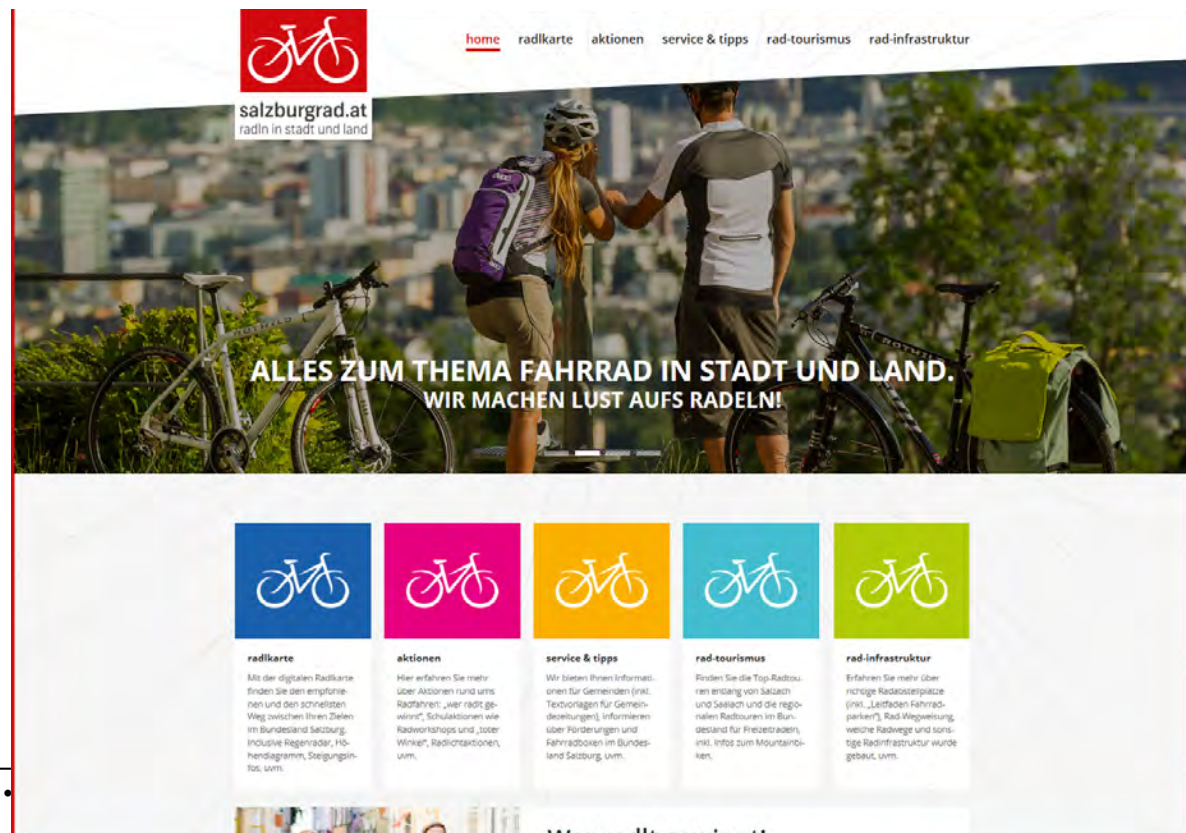 home radlkarte aktionen service & tipps rad-tourismus rad-infrastruktur
salzburgrad.at
radln in stadt und land
ALLES ZUM THEMA FAHRRAD IN STADT UND LAND.
WIR MACHEN LUST AUFS RADELN!
radlkarte
Mit der digitalen Radlkarte
finden Sie den empfohle-
nen und den schnellsten
Weg zwischen Ihren Zielen
im Bundesland Salzburg.
Inclusive Regenradar, Hö-
hendiagramm, Steigungsin-
fos, uvm.
aktionen
Hier erfahren Sie mehr
über Aktionen rund ums
Radfahren: „wer radlt ge-
winnt", Schulaktionen wie
Radworkshops und „toter
Winkel", Radlichtaktionen,
uvm.
service & tipps
Wir bieten Ihnen Informati-
onen für Gemeinden (inkl.
Textvorlagen für Gemein-
dezeitungen), informieren
über Förderungen und
Fahrradboxen im Bundes-
land Salzburg, uvm.
rad-tourismus
Finden Sie die Top-Radtou-
ren entlang von Salzach
und Saalach und die regio-
nalen Radtouren im Bun-
desland für Freizeitradeln,
inkl. Infos zum Mountainbi-
ken.
rad-infrastruktur
Erfahren Sie mehr über
richtige Radabstellplätze
(inkl. „Leitfaden Fahrrad-
parken"), Rad-Wegweisung,
welche Radwege und sons-
tige Radinfrastruktur wurde
gebaut, uvm.